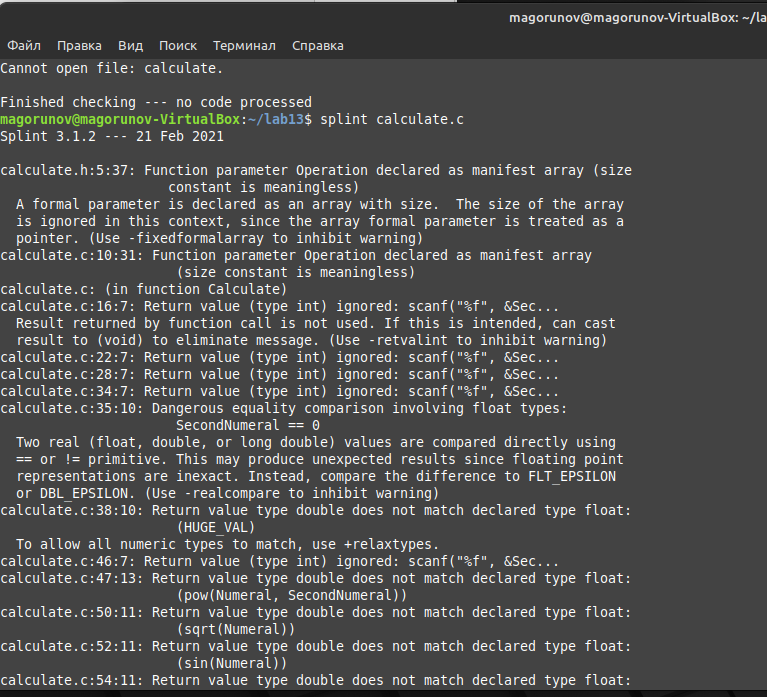 magorunov@magorunov-VirtualBox: ~/la
Файл Правка Вид Поиск Терминал Справка
Cannot open file: calculate.
Finished checking --- no code processed
magorunov@magorunov-VirtualBox:~/lab13$ splint calculate.c
Splint 3.1.2 --- 21 Feb 2021
calculate.h:5:37: Function parameter Operation declared as manifest array (size
constant is meaningless)
A formal parameter is declared as an array with size.  The size of the array
is ignored in this context, since the array formal parameter is treated as a
pointer. (Use -fixedformalarray to inhibit warning)
calculate.c:10:31: Function parameter Operation declared as manifest array
(size constant is meaningless)
calculate.c: (in function Calculate)
calculate.c:16:7: Return value (type int) ignored: scanf("%f", &Sec...
Result returned by function call is not used. If this is intended, can cast
result to (void) to eliminate message. (Use -retvalint to inhibit warning)
calculate.c:22:7: Return value (type int) ignored: scanf("%f", &Sec...
calculate.c:28:7: Return value (type int) ignored: scanf("%f", &Sec...
calculate.c:34:7: Return value (type int) ignored: scanf("%f", &Sec...
calculate.c:35:10: Dangerous equality comparison involving float types:
SecondNumeral == 0
Two real (float, double, or long double) values are compared directly using
== or != primitive. This may produce unexpected results since floating point
representations are inexact. Instead, compare the difference to FLT_EPSILON
or DBL_EPSILON. (Use -realcompare to inhibit warning)
calculate.c:38:10: Return value type double does not match declared type float:
(HUGE_VAL)
To allow all numeric types to match, use +relaxtypes.
calculate.c:46:7: Return value (type int) ignored: scanf("%f", &Sec...
calculate.c:47:13: Return value type double does not match declared type float:
(pow(Numeral, SecondNumeral))
calculate.c:50:11: Return value type double does not match declared type float:
(sqrt(Numeral))
calculate.c:52:11: Return value type double does not match declared type float:
(sin(Numeral))
calculate.c:54:11: Return value type double does not match declared type float: